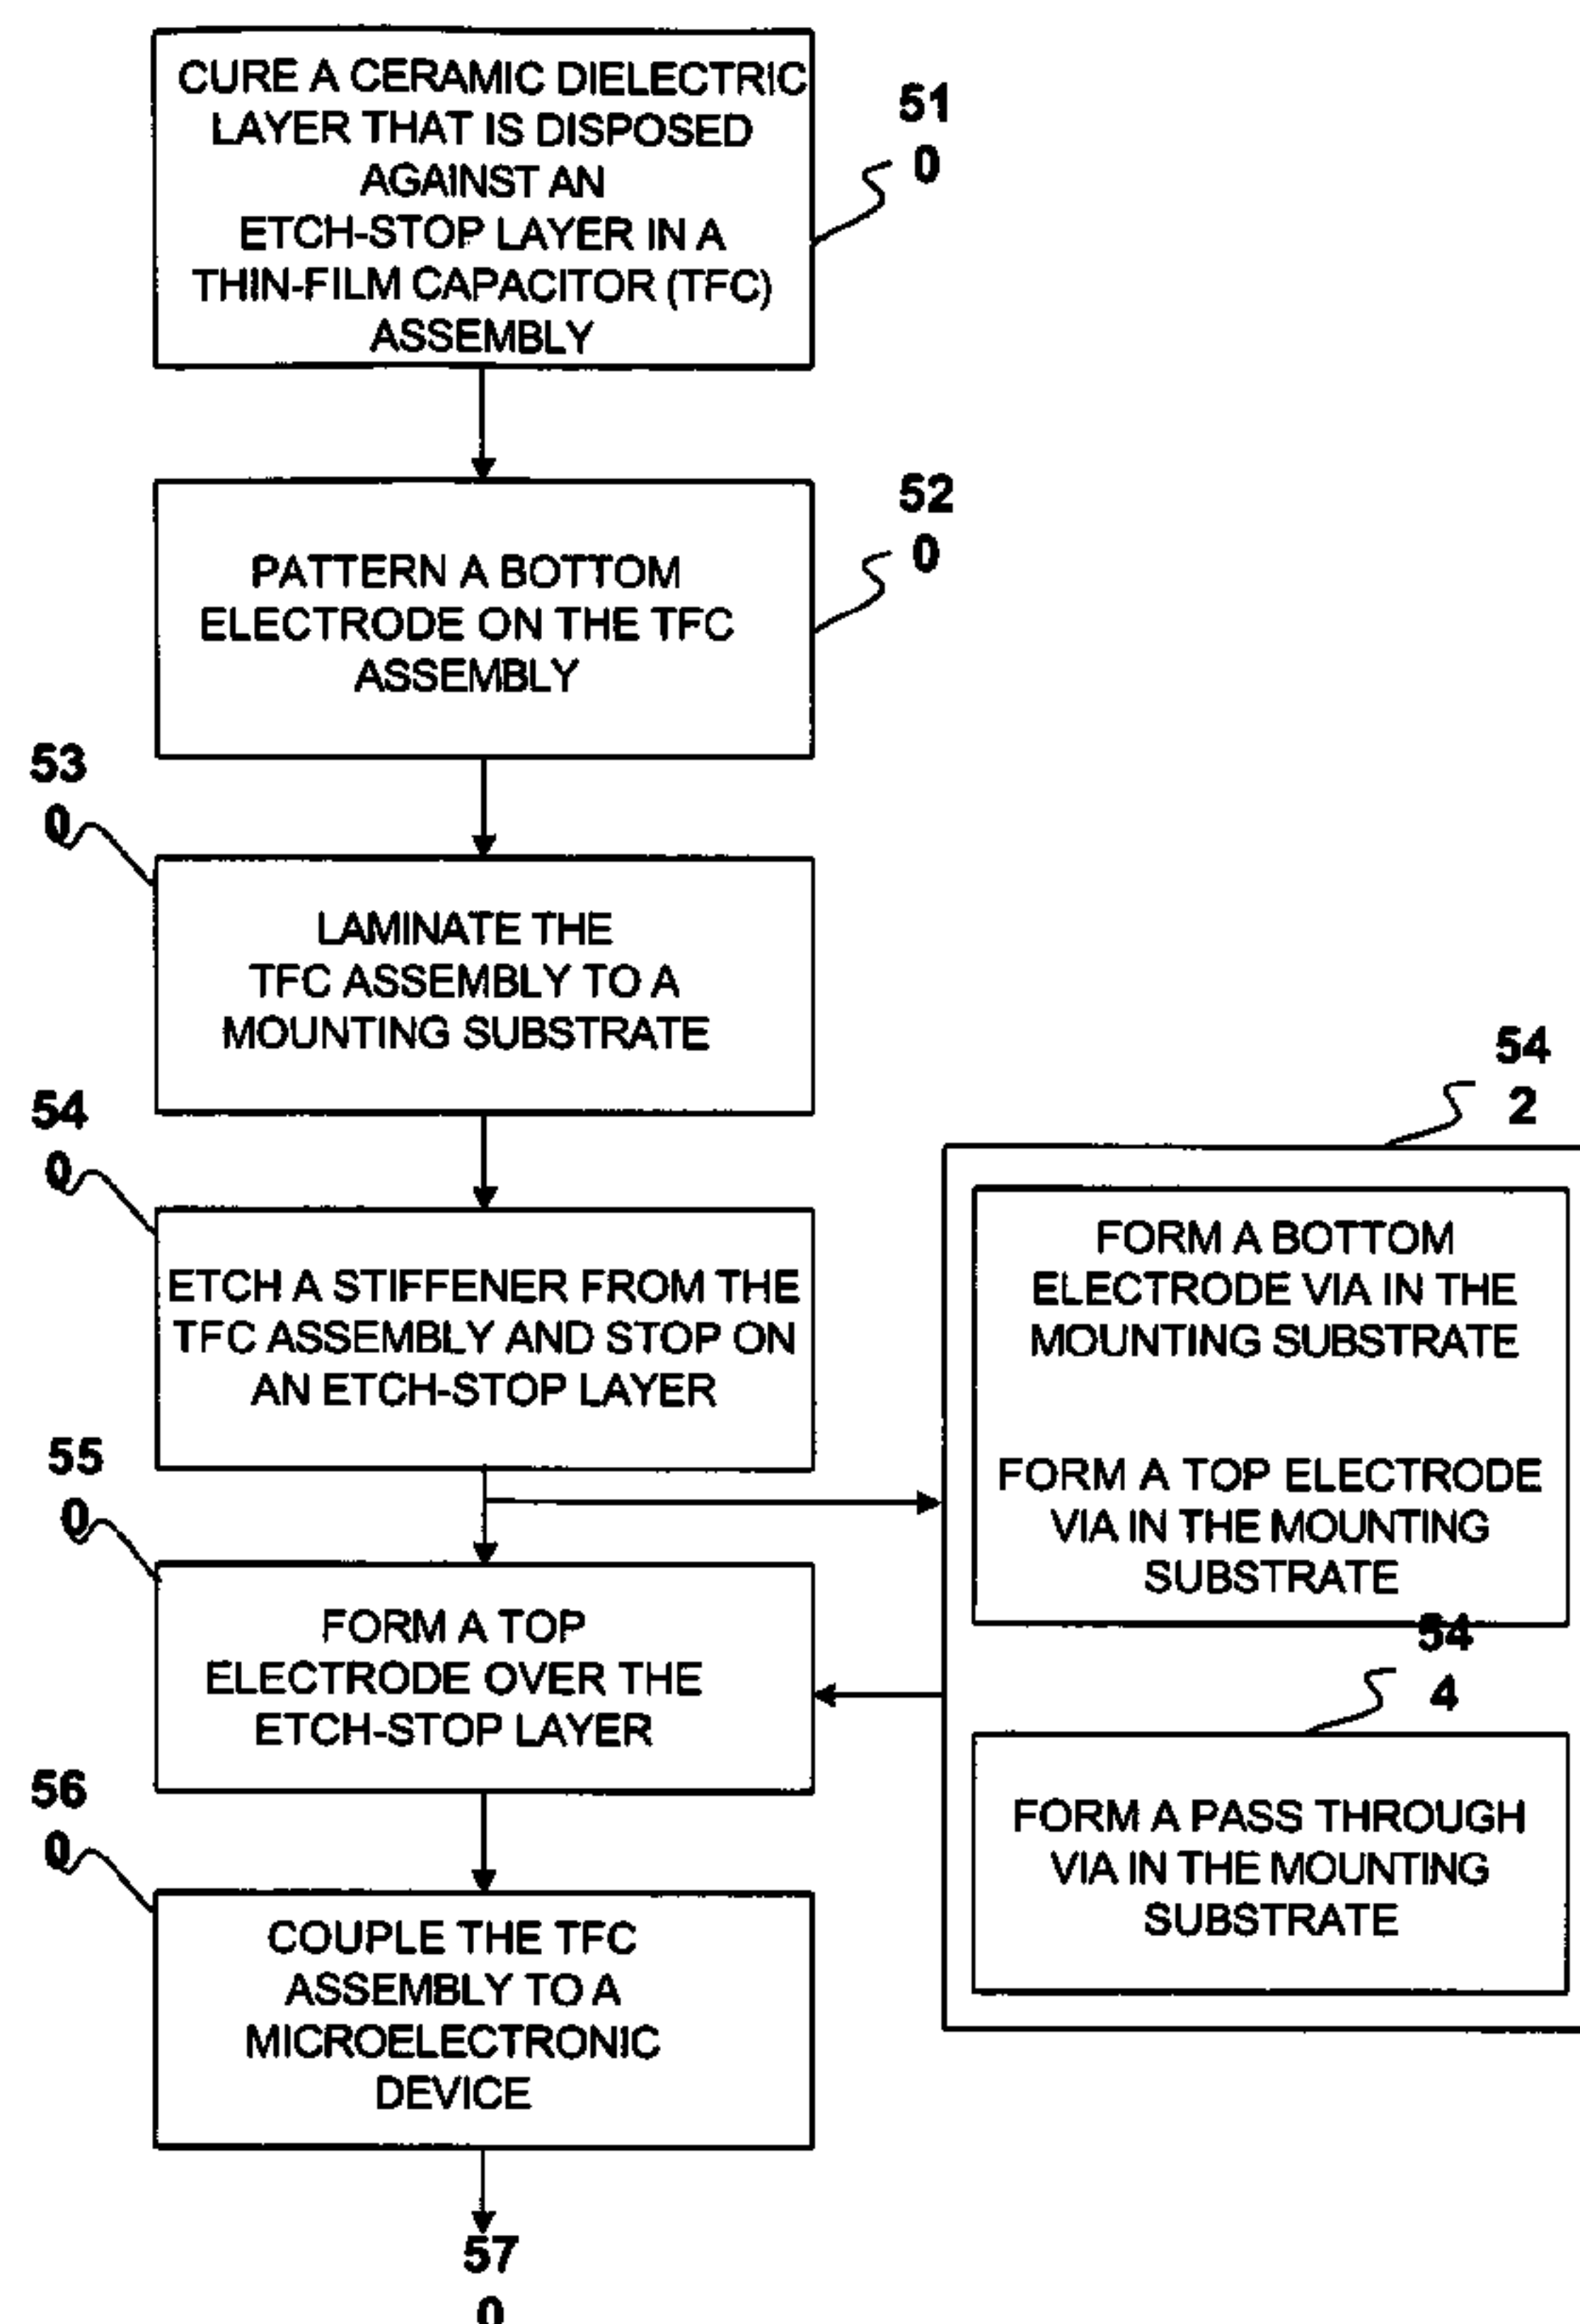 CURE A CERAMIC DIELECTRIC
LAYER THAT IS DISPOSED
AGAINST AN
ETCH-STOP LAYER IN A
THIN-FILM CAPACITOR (TFC)
ASSEMBLY
51
0
PATTERN A BOTTOM
ELECTRODE ON THE TFC
ASSEMBLY
52
0
53
0
LAMINATE THE
TFC ASSEMBLY TO A
MOUNTING SUBSTRATE
54
0
ETCH A STIFFENER FROM THE
TFC ASSEMBLY AND STOP ON
AN ETCH-STOP LAYER
54
2
FORM A BOTTOM
ELECTRODE VIA IN THE
MOUNTING SUBSTRATE
FORM A TOP ELECTRODE
VIA IN THE MOUNTING
SUBSTRATE
54
4
FORM A PASS THROUGH
VIA IN THE MOUNTING
SUBSTRATE
55
0
FORM A TOP
ELECTRODE OVER THE
ETCH-STOP LAYER
56
0
COUPLE THE TFC
ASSEMBLY TO A
MICROELECTRONIC
DEVICE
57
0